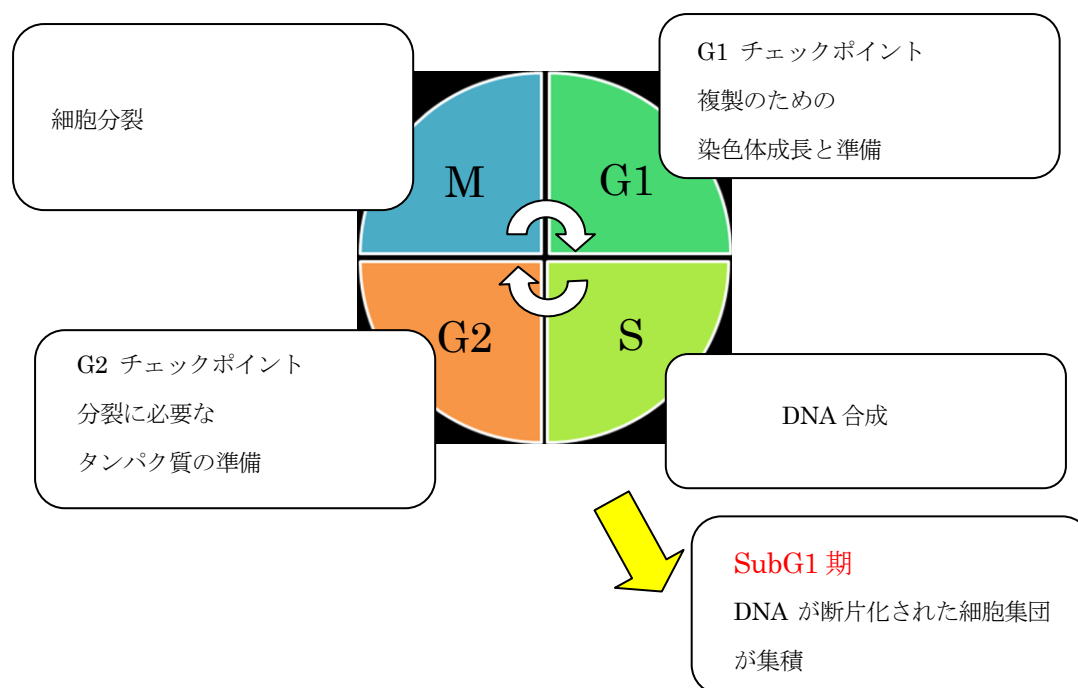 細胞分裂
G1 チェックポイント
複製のための
染色体成長と準備
M
G1
G2
S
G2 チェックポイント
分裂に必要な
タンパク質の準備
DNA 合成
SubG1 期
DNA が断片化された細胞集団
が集積